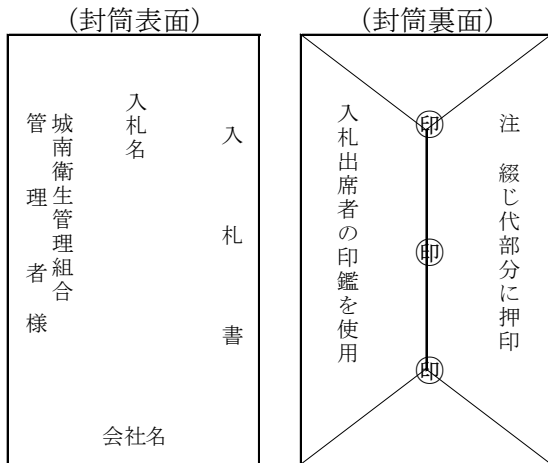 (封筒表面)
入札書
入札名
城南衛生管理組合
管理者様
会社名
(封筒裏面)
注　綴じ代部分に押印
印
印
印
入札出席者の印鑑を使用